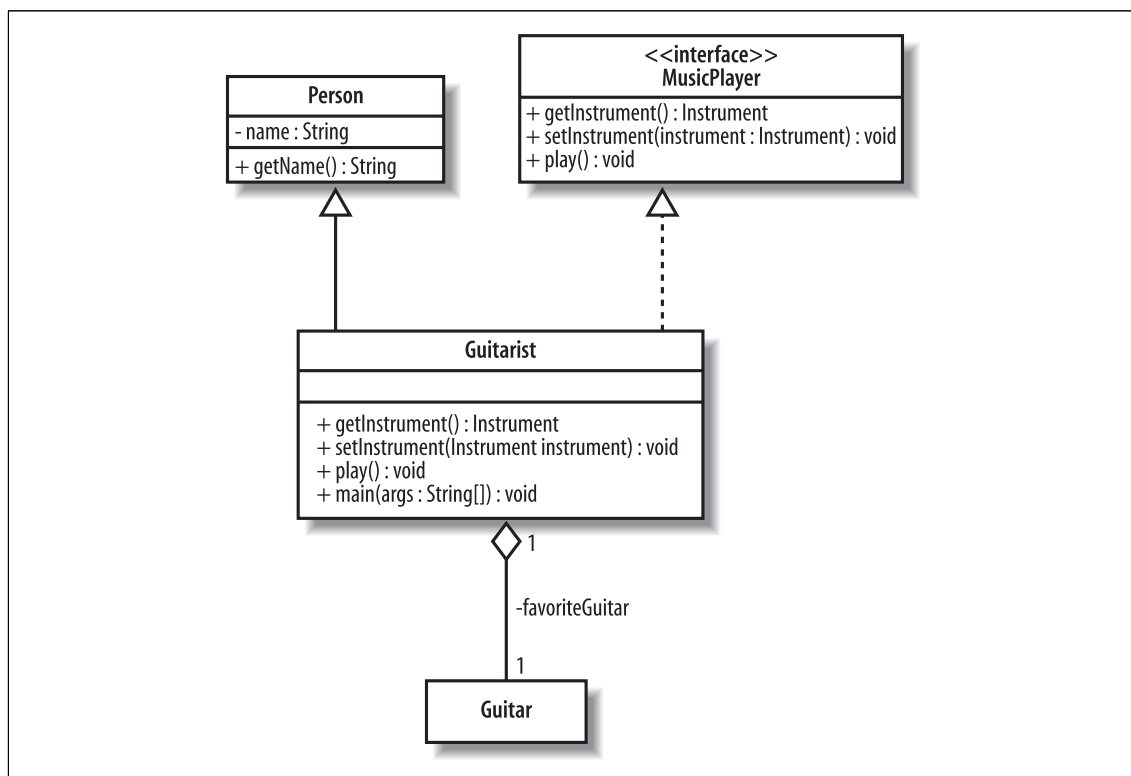 Person
- name : String
+ getName() : String
<<interface>>
MusicPlayer
+ getInstrument() : Instrument
+ setInstrument(instrument : Instrument) : void
+ play() : void
Guitarist
+ getInstrument() : Instrument
+ setInstrument(Instrument instrument) : void
+ play() : void
+ main(args : String[]) : void
1
-favoriteGuitar
1
Guitar